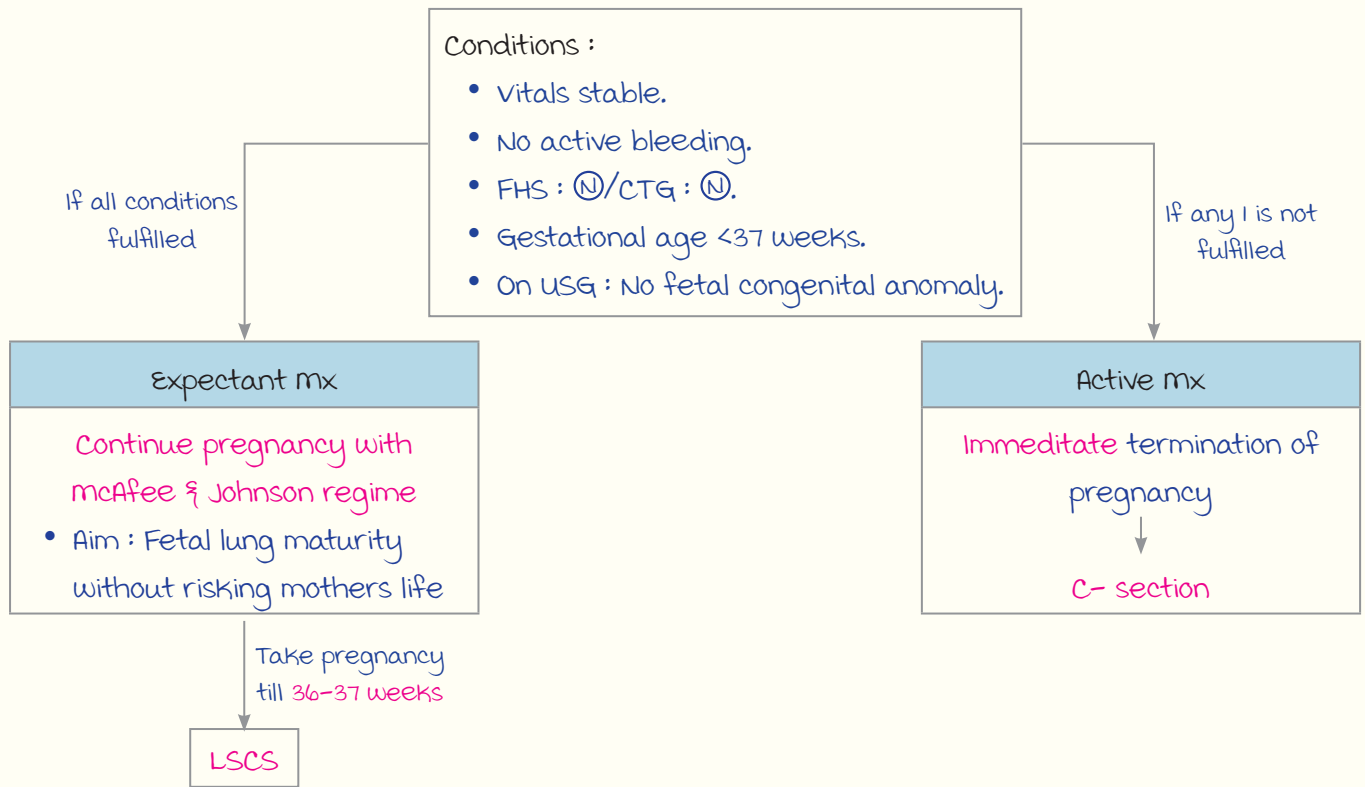 Conditions :
• Vitals stable.
• No active bleeding.
• FHS : Ⓝ/CTG : Ⓝ.
• Gestational age <37 weeks.
• On USG : No fetal congenital anomaly.
If all conditions
fulfilled
If any 1 is not
fulfilled
Expectant mx
Continue pregnancy with
mcAfee & Johnson regime
• Aim : Fetal lung maturity
without risking mothers life
Take pregnancy
till 36-37 weeks
LSCS
Active mx
Immeditate termination of
pregnancy
C- section